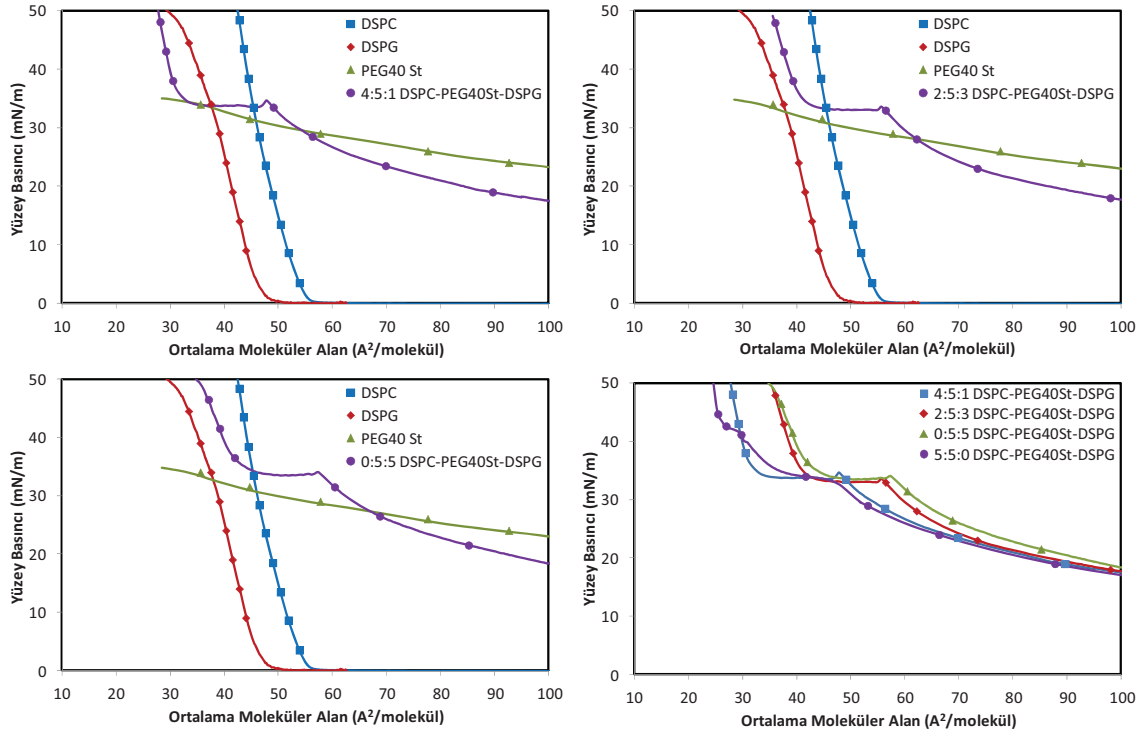 50
40
30
20
10
0
Yüzey Basıncı (mN/m)
DSPC
DSPG
PEG40 St
4:5:1 DSPC-PEG40St-DSPG
10 20 30 40 50 60 70 80 90 100
Ortalama Moleküler Alan (A²/molekül)
50
40
30
20
10
0
Yüzey Basıncı (mN/m)
DSPC
DSPG
PEG40 St
2:5:3 DSPC-PEG40St-DSPG
10 20 30 40 50 60 70 80 90 100
Ortalama Moleküler Alan (A²/molekül)
50
40
30
20
10
0
Yüzey Basıncı (mN/m)
DSPC
DSPG
PEG40 St
0:5:5 DSPC-PEG40St-DSPG
10 20 30 40 50 60 70 80 90 100
Ortalama Moleküler Alan (A²/molekül)
50
40
30
20
10
0
Yüzey Basıncı (mN/m)
4:5:1 DSPC-PEG40St-DSPG
2:5:3 DSPC-PEG40St-DSPG
0:5:5 DSPC-PEG40St-DSPG
5:5:0 DSPC-PEG40St-DSPG
10 20 30 40 50 60 70 80 90 100
Ortalama Moleküler Alan (A²/molekül)